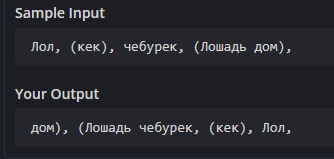 Sample Input
Лол, (кек), чебурек, (Лошадь дом),
Your Output
дом), (Лошадь чебурек, (кек), Лол,